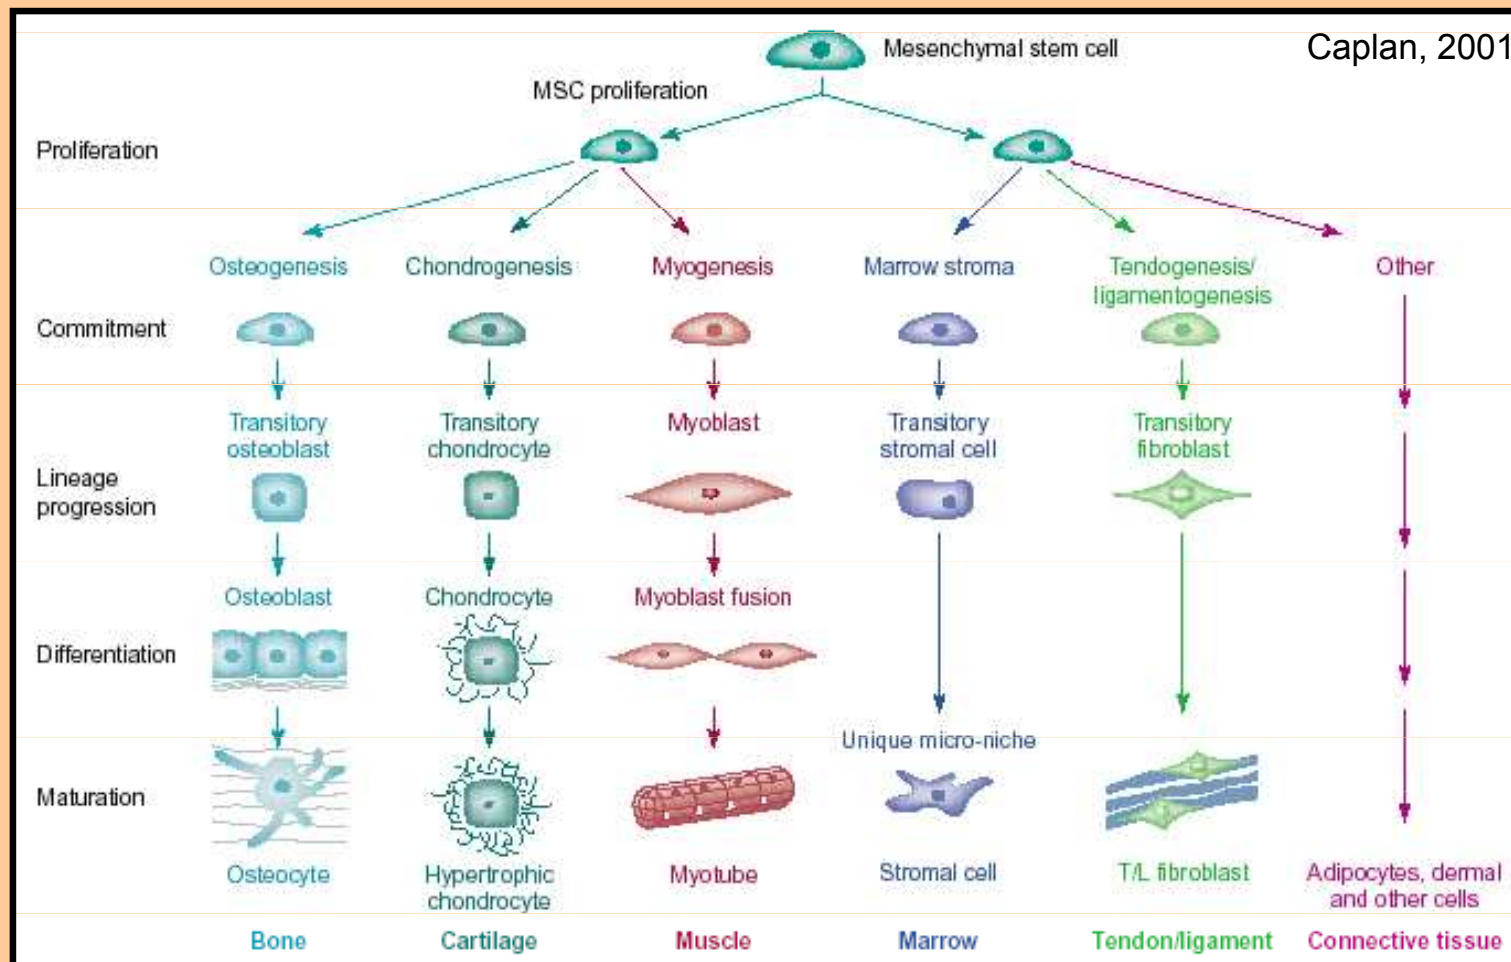 Caplan, 2001
Mesenchymal stem cell
MSC proliferation
Proliferation
Osteogenesis
Chondrogenesis
Myogenesis
Marrow stroma
Tendogenesis/
ligamentogenesis
Other
Commitment
Transitory
osteoblast
Transitory
chondrocyte
Myoblast
Transitory
stromal cell
Transitory
fibroblast
Lineage
progression
Osteoblast
Chondrocyte
Myoblast fusion
Differentiation
Unique micro-niche
Maturation
Osteocyte
Hypertrophic
chondrocyte
Myotube
Stromal cell
T/L fibroblast
Adipocytes, dermal
and other cells
Bone
Cartilage
Muscle
Marrow
Tendon/ligament
Connective tissue